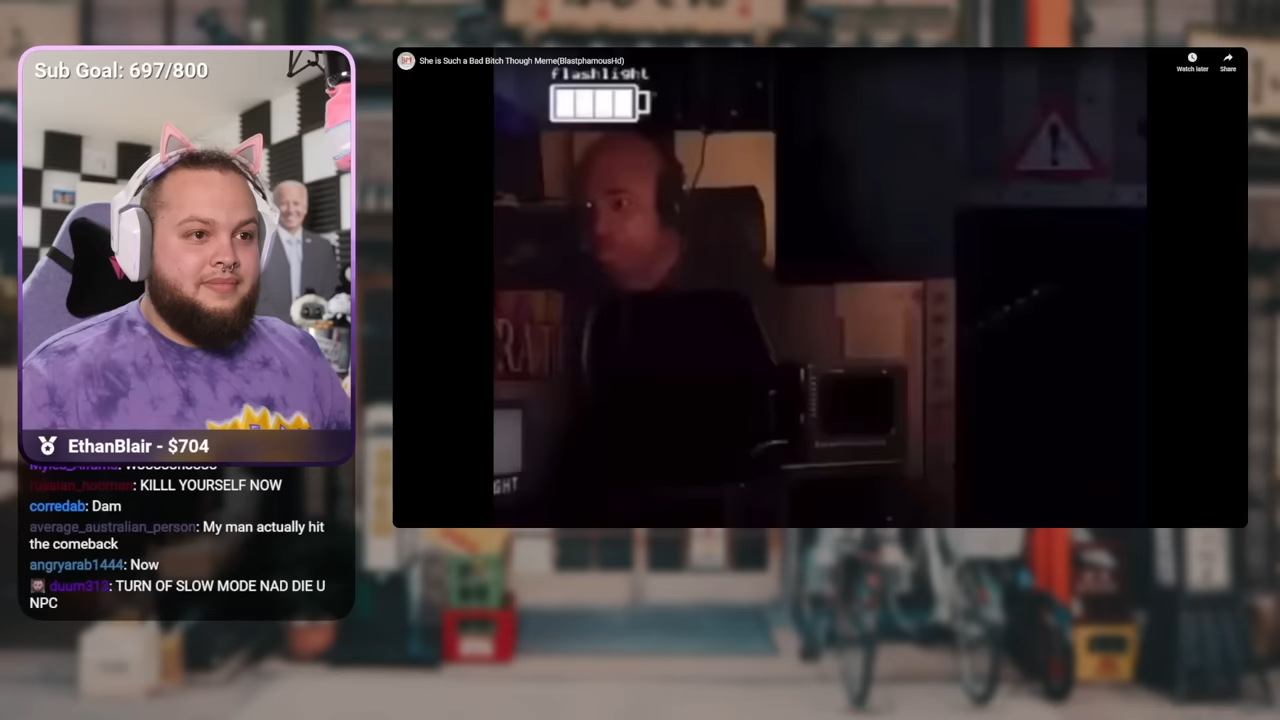 Sub Goal: 697/800
She is Such a Bad Bitch Though Meme(BlastphamousHd)
Watch later
Share
flashlight
EthanBlair - $704
russian_hooman: KILLL YOURSELF NOW
corredab: Dam
average_australian_person: My man actually hit
the comeback
angryarab1444: Now
duum313: TURN OF SLOW MODE NAD DIE U
NPC